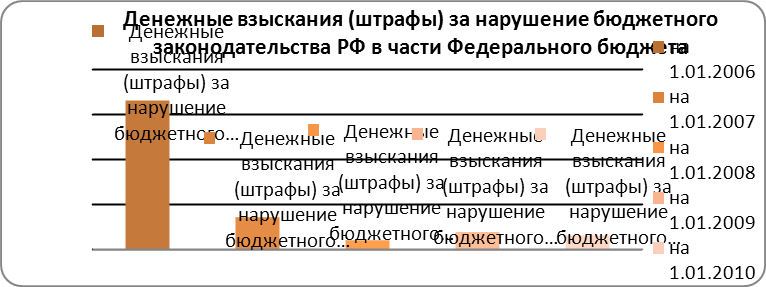 Денежные взыскания (штрафы) за нарушение бюджетного
законодательства РФ в части Федерального бюджета
Денежные
взыскания
(штрафы) за
нарушение
бюджетного...
Денежные
взыскания
(штрафы) за
нарушение
бюджетного...
Денежные
взыскания
(штрафы) за
нарушение
бюджетного...
Денежные
взыскания
(штрафы) за
нарушение
бюджетного...
Денежные
взыскания
(штрафы) за
нарушение
бюджетного...
на
1.01.2006
на
1.01.2007
на
1.01.2008
на
1.01.2009
на
1.01.2010